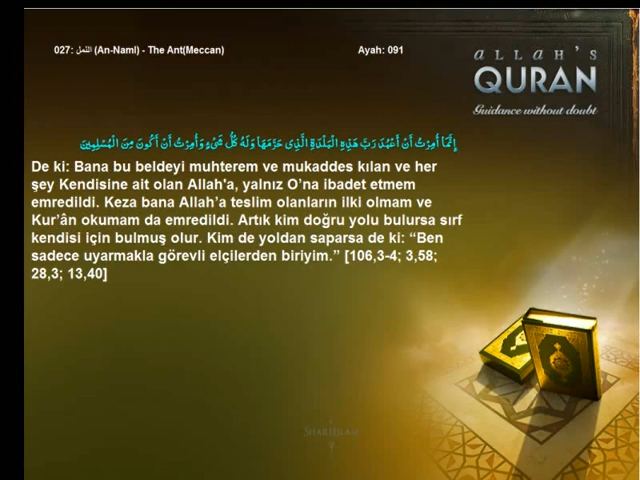 027: النمل (An-Naml) - The Ant(Meccan) Ayah: 091
ALLAH'S
QURAN
Guidance without doubt
إِنَّمَا أُمِرْتُ أَنْ أَعْبُدَ رَبَّ هَذِهِ الْبَلْدَةِ الَّذِي حَرَّمَهَا وَلَهُ كُلُّ شَيْءٍ وَأُمِرْتُ أَنْ أَكُونَ مِنَ الْمُسْلِمِينَ
De ki: Bana bu beldeyi muhterem ve mukaddes kılan ve her
şey Kendisine ait olan Allah'a, yalnız O’na ibadet etmem
emredildi. Keza bana Allah’a teslim olanların ilki olmam ve
Kur’ân okumam da emredildi. Artık kim doğru yolu bulursa sırf
kendisi için bulmuş olur. Kim de yoldan saparsa de ki: “Ben
sadece uyarmakla görevli elçilerden biriyim.” [106,3-4; 3,58;
28,3; 13,40]
SHAREISLAM